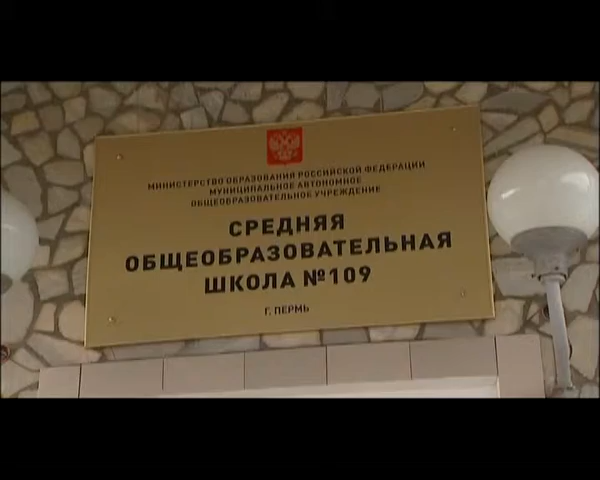 МИНИСТЕРСТВО ОБРАЗОВАНИЯ РОССИЙСКОЙ ФЕДЕРАЦИИ
МУНИЦИПАЛЬНОЕ АВТОНОМНОЕ
ОБЩЕОБРАЗОВАТЕЛЬНОЕ УЧРЕЖДЕНИЕ
СРЕДНЯЯ
ОБЩЕОБРАЗОВАТЕЛЬНАЯ
ШКОЛА №109
Г. ПЕРМЬ